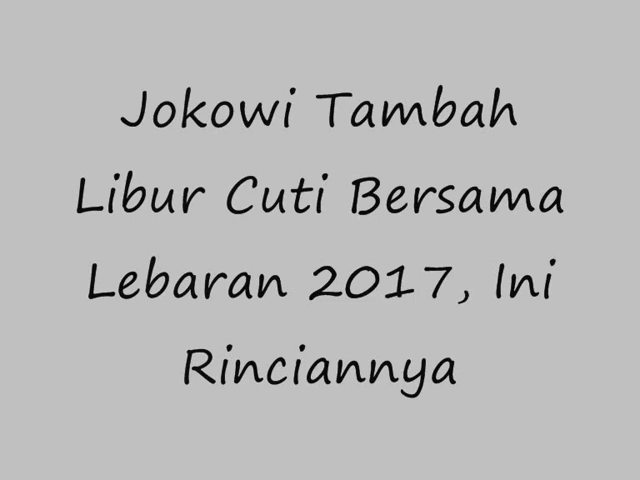 Jokowi Tambah
Libur Cuti Bersama
Lebaran 2017, Ini
Rinciannya